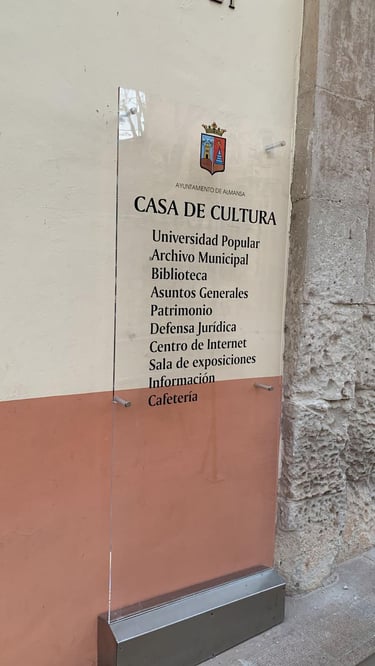 AYUNTAMIENTO DE ALMANSA
CASA DE CULTURA
Universidad Popular
Archivo Municipal
Biblioteca
Asuntos Generales
Patrimonio
Defensa Jurídica
Centro de Internet
Sala de exposiciones
Información
Cafetería